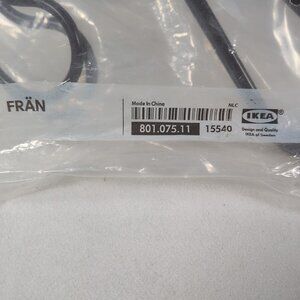 FRÄN
Made in China NLC
801.075.11 15540
IKEA®
Design and Quality
IKEA of Sweden